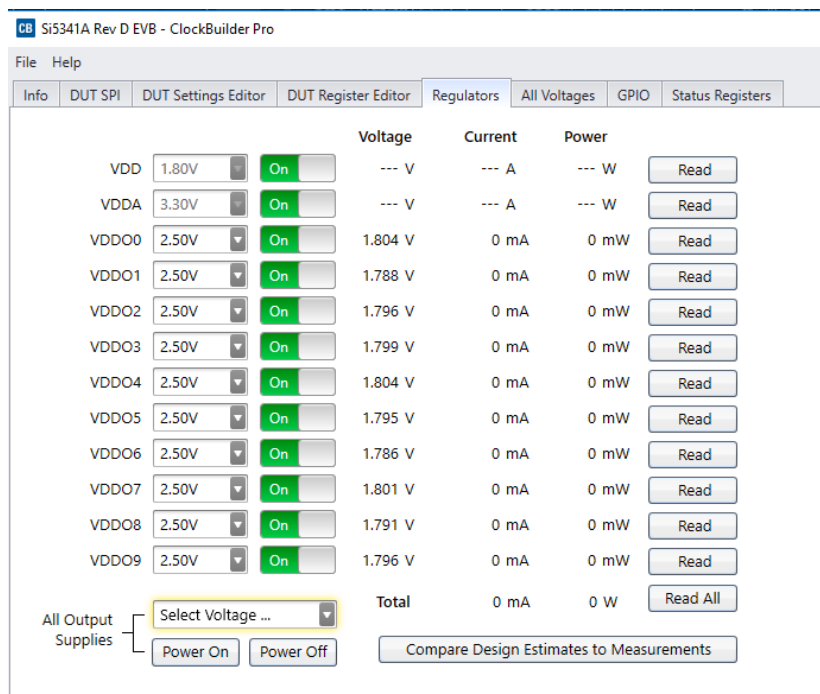 CB Si5341A Rev D EVB - ClockBuilder Pro
File Help
Info DUT SPI DUT Settings Editor DUT Register Editor Regulators All Voltages GPIO Status Registers
Voltage Current Power
VDD 1.80V On --- V --- A --- W Read
VDDA 3.30V On --- V --- A --- W Read
VDDO0 2.50V On 1.804 V 0 mA 0 mW Read
VDDO1 2.50V On 1.788 V 0 mA 0 mW Read
VDDO2 2.50V On 1.796 V 0 mA 0 mW Read
VDDO3 2.50V On 1.799 V 0 mA 0 mW Read
VDDO4 2.50V On 1.804 V 0 mA 0 mW Read
VDDO5 2.50V On 1.795 V 0 mA 0 mW Read
VDDO6 2.50V On 1.786 V 0 mA 0 mW Read
VDDO7 2.50V On 1.801 V 0 mA 0 mW Read
VDDO8 2.50V On 1.791 V 0 mA 0 mW Read
VDDO9 2.50V On 1.796 V 0 mA 0 mW Read
Total 0 mA 0 W Read All
All Output Supplies
Select Voltage ...
Power On Power Off
Compare Design Estimates to Measurements